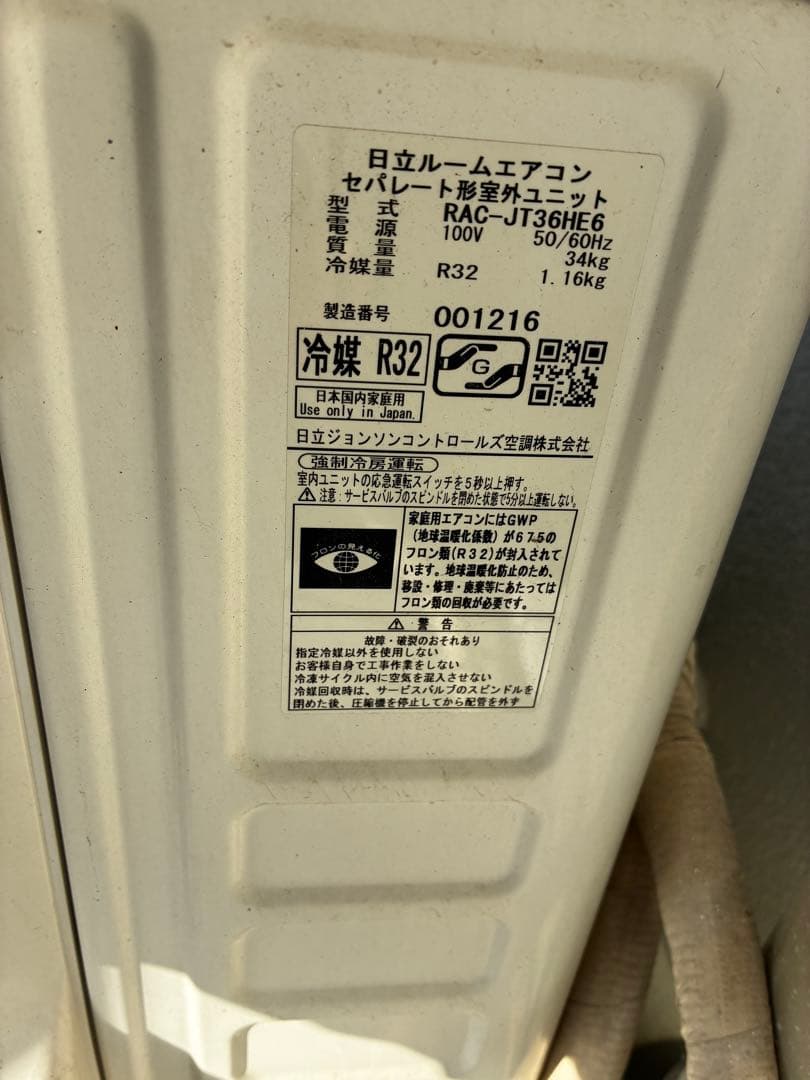 日立ルームエアコン
セパレート形室外ユニット
型式 RAC-JT36HE6
電源 100V 50/60Hz
質量 34kg
冷媒量 R32 1.16kg
製造番号 001216
冷媒 R32
G
日本国内家庭用
Use only in Japan.
日立ジョンソンコントロールズ空調株式会社
強制冷房運転
室内ユニットの応急運転スイッチを5秒以上押す。
⚠ 注意:サービスバルブのスピンドルを閉めた状態で5分以上運転しない。
フロンの見える化
家庭用エアコンにはGWP
(地球温暖化係数)が675の
フロン類(R32)が封入されて
います。地球温暖化防止のため、
移設・修理・廃棄等にあたっては
フロン類の回収が必要です。
⚠ 警告
故障・破裂のおそれあり
指定冷媒以外を使用しない
お客様自身で工事作業をしない
冷凍サイクル内に空気を混入させない
冷媒回収時は、サービスバルブのスピンドルを
閉めた後、圧縮機を停止してから配管を外す